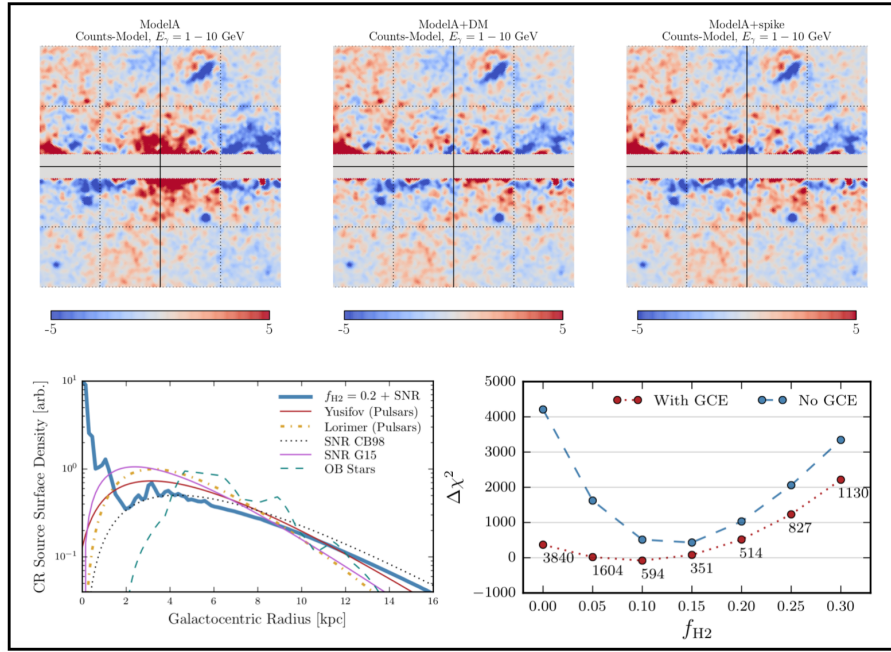 ModelA
Counts-Model, E_γ = 1 − 10 GeV
ModelA+DM
Counts-Model, E_γ = 1 − 10 GeV
ModelA+spike
Counts-Model, E_γ = 1 − 10 GeV
-5 5
-5 5
-5 5
CR Source Surface Density [arb.]
10^1
10^0
10^−1
f_H2 = 0.2 + SNR
Yusifov (Pulsars)
Lorimer (Pulsars)
SNR CB98
SNR G15
OB Stars
0 2 4 6 8 10 12 14 16
Galactocentric Radius [kpc]
Δχ²
5000
4000
3000
2000
1000
0
−1000
With GCE No GCE
3840 1604 594 351 514 827 1130
0.00 0.05 0.10 0.15 0.20 0.25 0.30
f_H2